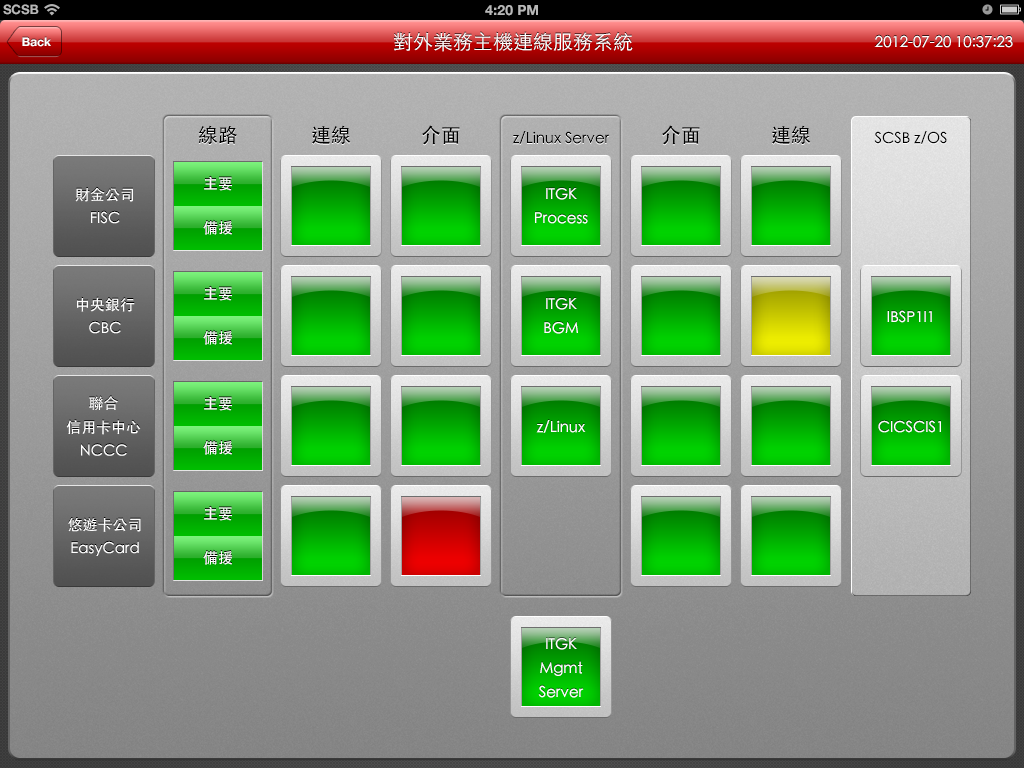 SCSB
4:20 PM
Back
對外業務主機連線服務系統
2012-07-20 10:37:23
線路
連線
介面
z/Linux Server
介面
連線
SCSB z/OS
財金公司
FISC
主要
備援
ITGK
Process
中央銀行
CBC
主要
備援
ITGK
BGM
IBSP1I1
聯合
信用卡中心
NCCC
主要
備援
z/Linux
CICSCIS1
悠遊卡公司
EasyCard
主要
備援
ITGK
Mgmt
Server